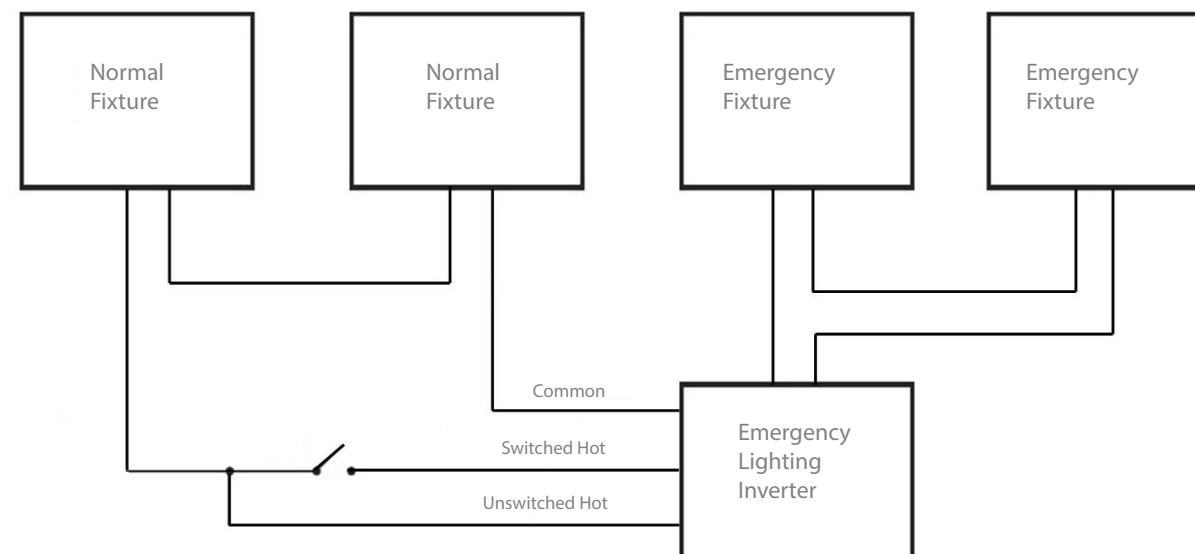 Normal
Fixture
Normal
Fixture
Emergency
Fixture
Emergency
Fixture
Common
Switched Hot
Unswitched Hot
Emergency
Lighting
Inverter